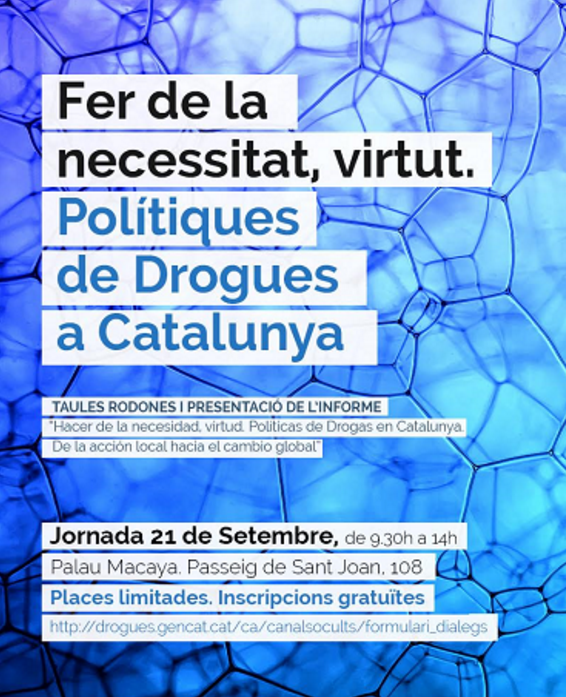 Fer de la
necessitat, virtut.
Polítiques
de Drogues
a Catalunya
TAULES RODONES I PRESENTACIÓ DE L'INFORME
"Hacer de la necesidad, virtud. Políticas de Drogas en Catalunya.
De la acción local hacia el cambio global"
Jornada 21 de Setembre, de 9.30h a 14h
Palau Macaya. Passeig de Sant Joan, 108
Places limitades. Inscripcions gratuïtes
http://drogues.gencat.cat/ca/canalsocults/formulari_dialegs